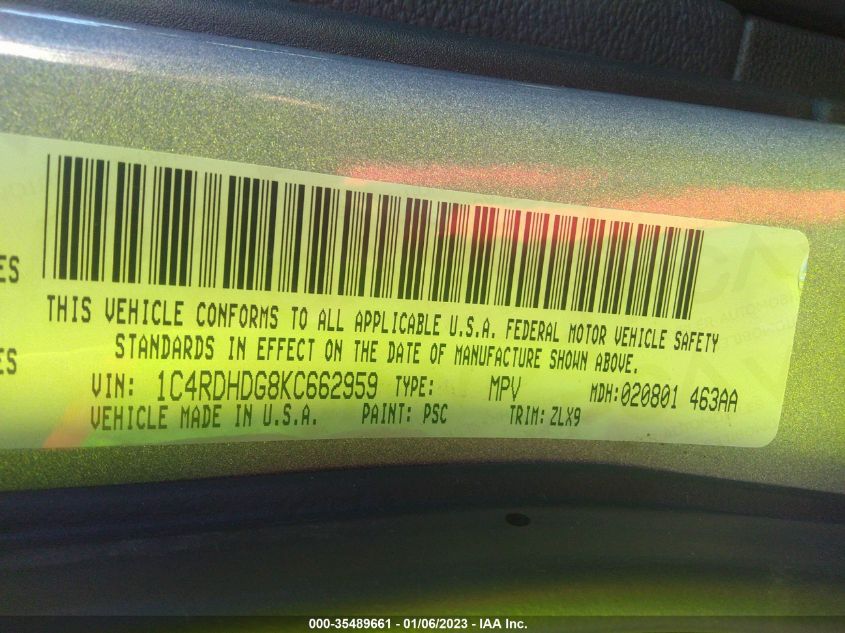 ES
THIS VEHICLE CONFORMS TO ALL APPLICABLE U.S.A. FEDERAL MOTOR VEHICLE SAFETY
ES
STANDARDS IN EFFECT ON THE DATE OF MANUFACTURE SHOWN ABOVE.
VIN: 1C4RDHDG8KC662959 TYPE: MPV MDH:020801 463AA
VEHICLE MADE IN U.S.A. PAINT: PSC TRIM: ZLX9
000-35489661 - 01/06/2023 - IAA Inc.